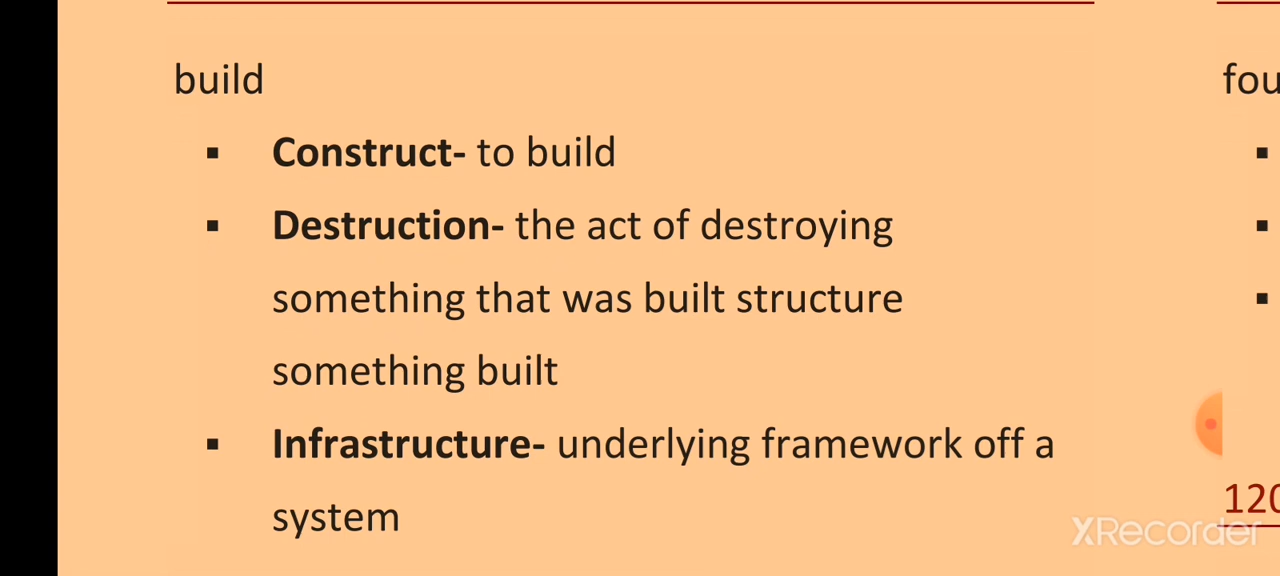 build
▪ Construct- to build
▪ Destruction- the act of destroying
something that was built structure
something built
▪ Infrastructure- underlying framework off a
system
fou
▪
▪
▪
120
XRecorder